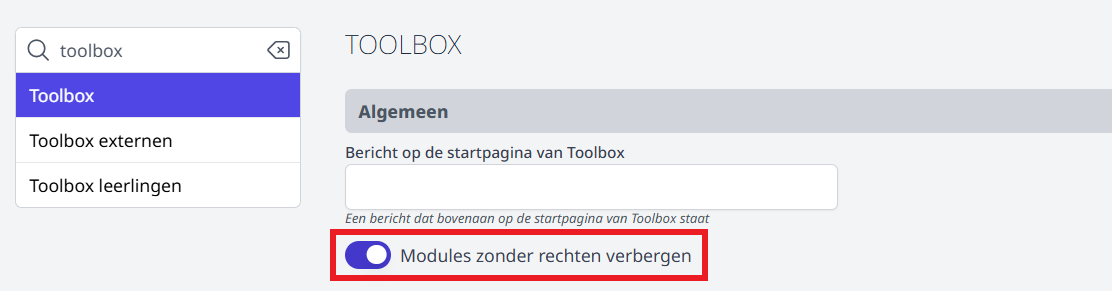 toolbox
Toolbox
Toolbox externen
Toolbox leerlingen
TOOLBOX
Algemeen
Bericht op de startpagina van Toolbox
Een bericht dat bovenaan op de startpagina van Toolbox staat
Modules zonder rechten verbergen